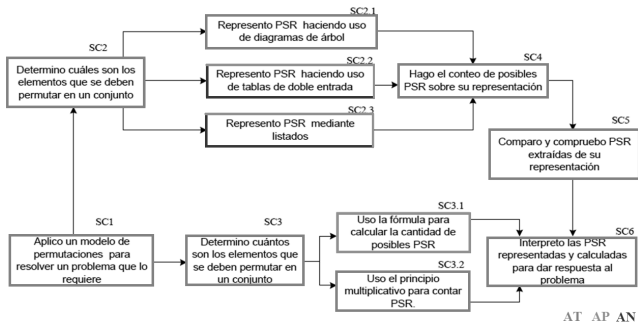 SC2.1
Represento PSR haciendo uso
de diagramas de árbol
SC2
Determino cuáles son los
elementos que se deben
permutar en un conjunto
SC2.2
Represento PSR haciendo uso
de tablas de doble entrada
SC4
Hago el conteo de posibles
PSR sobre su representación
SC2.3
Represento PSR mediante
listados
SC5
Comparo y compruebo PSR
extraídas de su
representación
SC1
Aplico un modelo de
permutaciones para
resolver un problema que lo
requiere
SC3
Determino cuántos
son los elementos que
se deben permutar en
un conjunto
SC3.1
Uso la fórmula para
calcular la cantidad de
posibles PSR
SC3.2
Uso el principio
multiplicativo para contar
PSR.
SC6
Interpreto las PSR
representadas y calculadas
para dar respuesta al
problema
AT AP AN